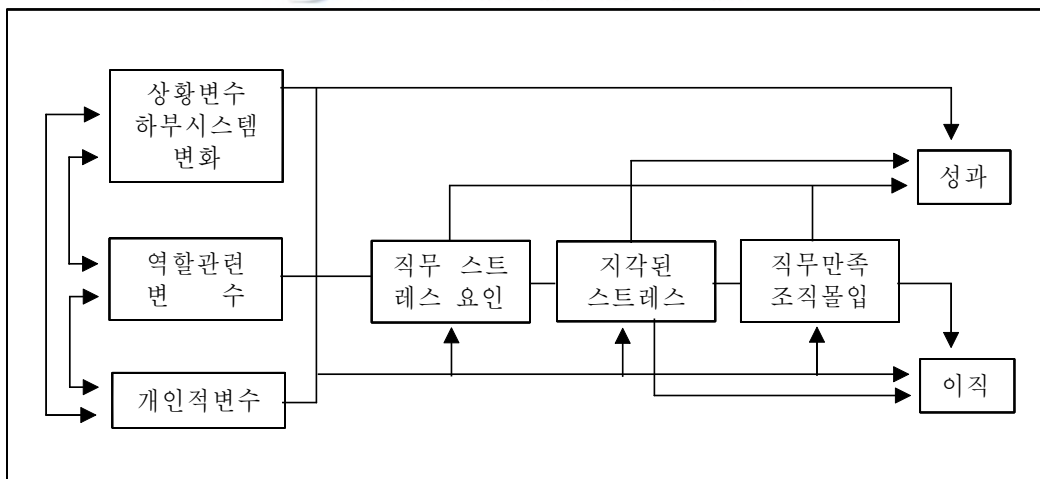 상황변수
하부시스템
변화
성과
역할관련
변 수
직무 스트
레스 요인
지각된
스트레스
직무만족
조직몰입
개인적변수
이직